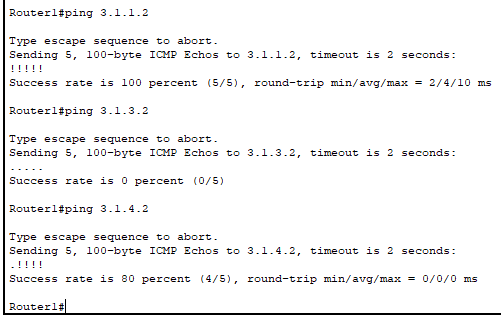 Router1#ping 3.1.1.2
Type escape sequence to abort.
Sending 5, 100-byte ICMP Echos to 3.1.1.2, timeout is 2 seconds:
!!!!!
Success rate is 100 percent (5/5), round-trip min/avg/max = 2/4/10 ms
Router1#ping 3.1.3.2
Type escape sequence to abort.
Sending 5, 100-byte ICMP Echos to 3.1.3.2, timeout is 2 seconds:
.....
Success rate is 0 percent (0/5)
Router1#ping 3.1.4.2
Type escape sequence to abort.
Sending 5, 100-byte ICMP Echos to 3.1.4.2, timeout is 2 seconds:
.!!!!
Success rate is 80 percent (4/5), round-trip min/avg/max = 0/0/0 ms
Router1#